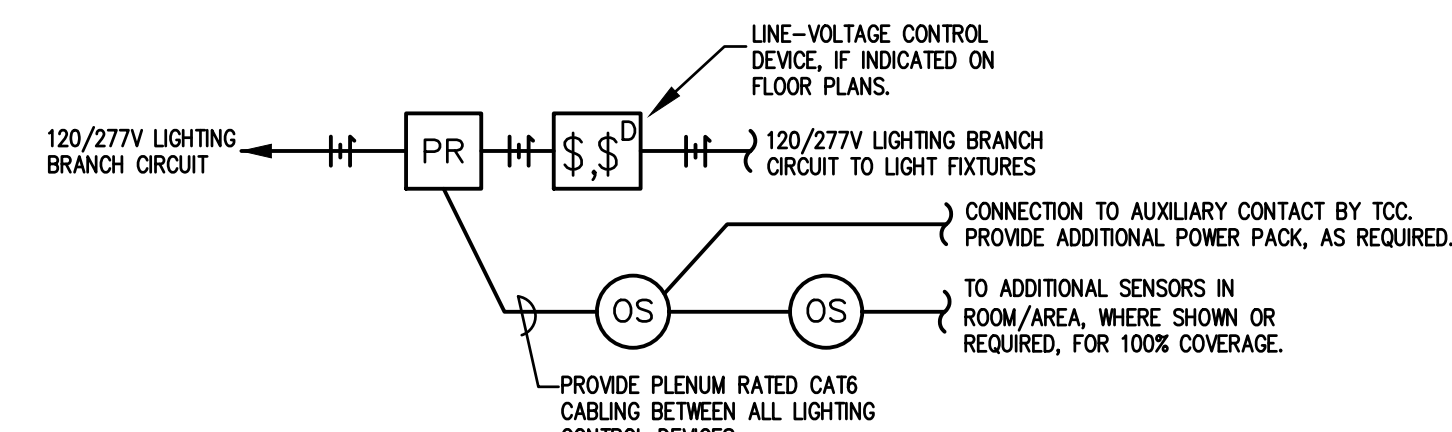 LINE-VOLTAGE CONTROL
DEVICE, IF INDICATED ON
FLOOR PLANS.
120/277V LIGHTING
BRANCH CIRCUIT
PR
$,$D
120/277V LIGHTING BRANCH
CIRCUIT TO LIGHT FIXTURES
CONNECTION TO AUXILIARY CONTACT BY TCC.
PROVIDE ADDITIONAL POWER PACK, AS REQUIRED.
OS
OS
TO ADDITIONAL SENSORS IN
ROOM/AREA, WHERE SHOWN OR
REQUIRED, FOR 100% COVERAGE.
PROVIDE PLENUM RATED CAT6
CABLING BETWEEN ALL LIGHTING